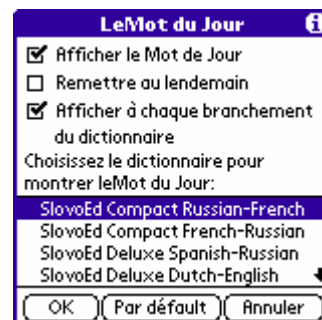 LeMot du Jour
Afficher le Mot de Jour
Remettre au lendemain
Afficher à chaque branchement
du dictionnaire
Choisissez le dictionnaire pour
montrer leMot du Jour:
SlovoEd Compact Russian-French
SlovoEd Compact French-Russian
SlovoEd Deluxe Spanish-Russian
SlovoEd Deluxe Dutch-English
OK Par défault Annuler